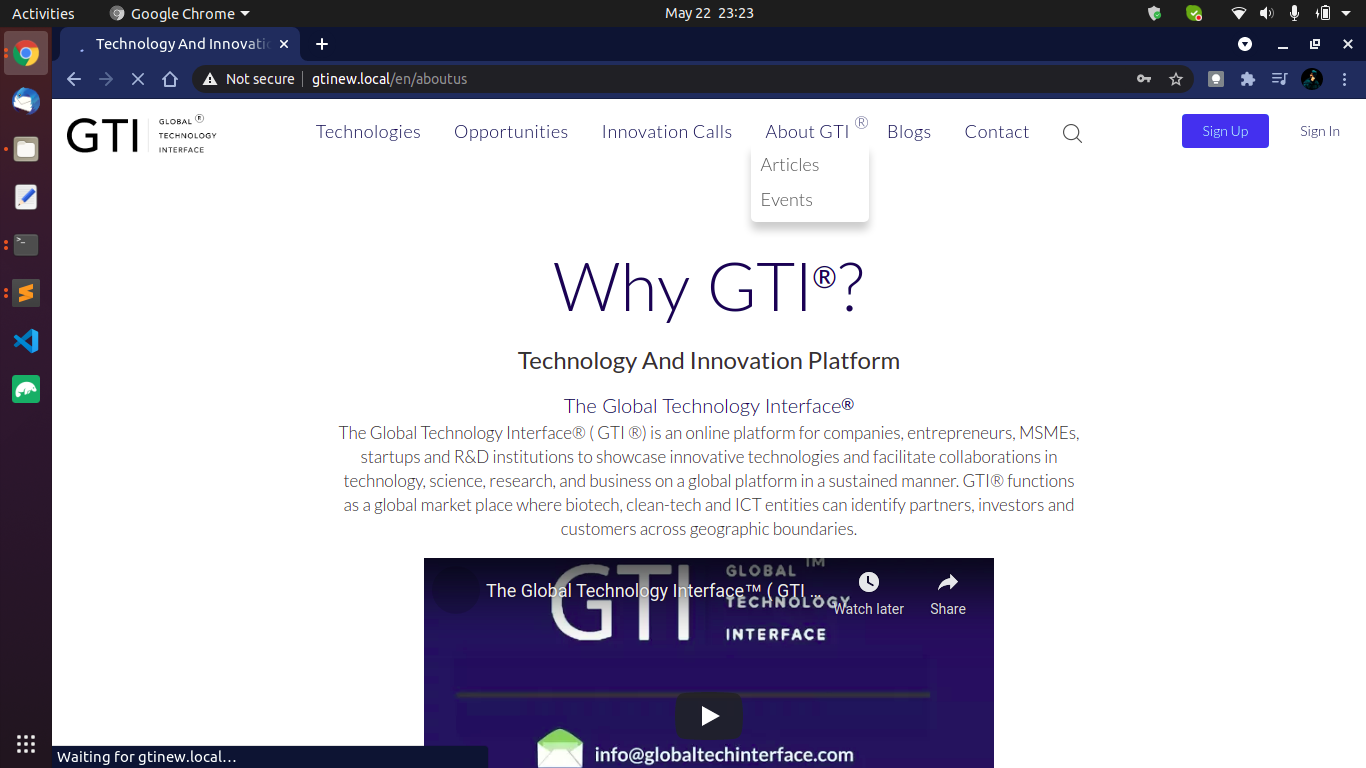 Activities
Google Chrome
May 22 23:23
Technology And Innovatio
Not secure
gtinew.local/en/aboutus
GTI
GLOBAL ®
TECHNOLOGY
INTERFACE
Technologies
Opportunities
Innovation Calls
About GTI ®
Blogs
Contact
Sign Up
Sign In
Articles
Events
Why GTI®?
Technology And Innovation Platform
The Global Technology Interface®
The Global Technology Interface® ( GTI ®) is an online platform for companies, entrepreneurs, MSMEs,
startups and R&D institutions to showcase innovative technologies and facilitate collaborations in
technology, science, research, and business on a global platform in a sustained manner. GTI® functions
as a global market place where biotech, clean-tech and ICT entities can identify partners, investors and
customers across geographic boundaries.
The Global Technology Interface™ ( GTI ...
Watch later
Share
GTI
GLOBAL TM
TECHNOLOGY
INTERFACE
info@globaltechinterface.com
Waiting for gtinew.local…